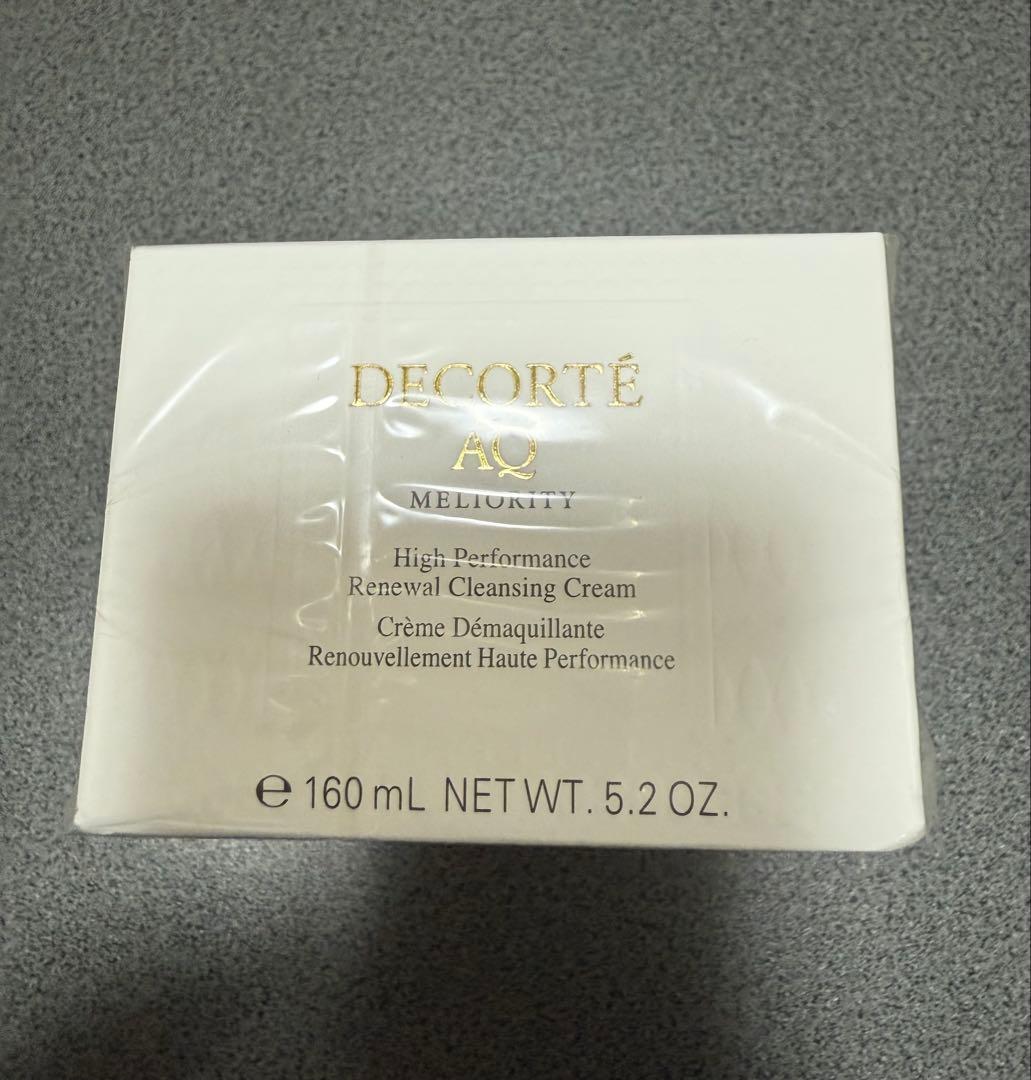 DECORTÉ
AQ
MELIORITY
High Performance
Renewal Cleansing Cream
Crème Démaquillante
Renouvellement Haute Performance
℮ 160 mL NET WT. 5.2 OZ.